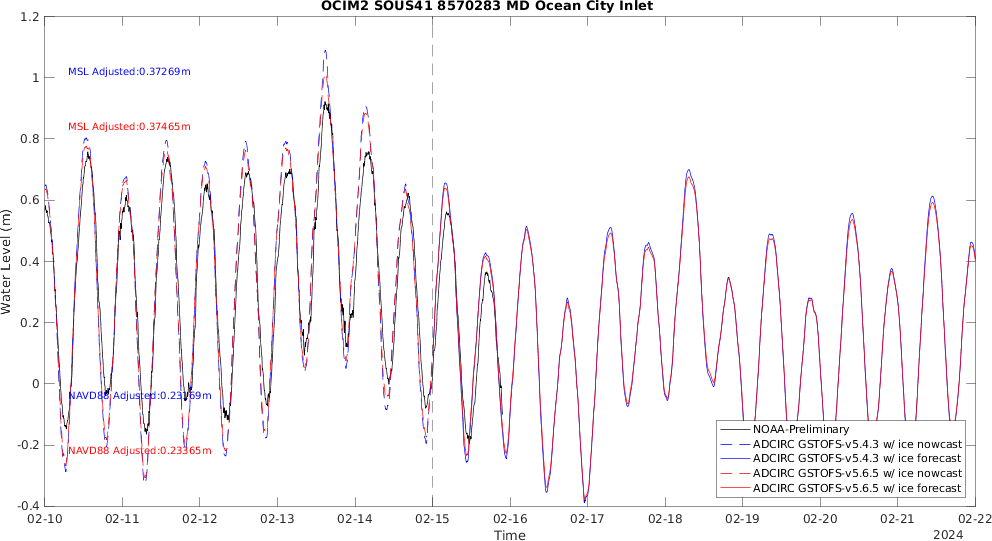 OCIM2 SOUS41 8570283 MD Ocean City Inlet
1.2
1
0.8
0.6
0.4
0.2
0
-0.2
-0.4
Water Level (m)
MSL Adjusted:0.37269m
MSL Adjusted:0.37465m
NAVD88 Adjusted:0.23169m
NAVD88 Adjusted:0.23365m
NOAA-Preliminary
ADCIRC GSTOFS-v5.4.3 w/ ice nowcast
ADCIRC GSTOFS-v5.4.3 w/ ice forecast
ADCIRC GSTOFS-v5.6.5 w/ ice nowcast
ADCIRC GSTOFS-v5.6.5 w/ ice forecast
02-10 02-11 02-12 02-13 02-14 02-15 02-16 02-17 02-18 02-19 02-20 02-21 02-22
Time
2024